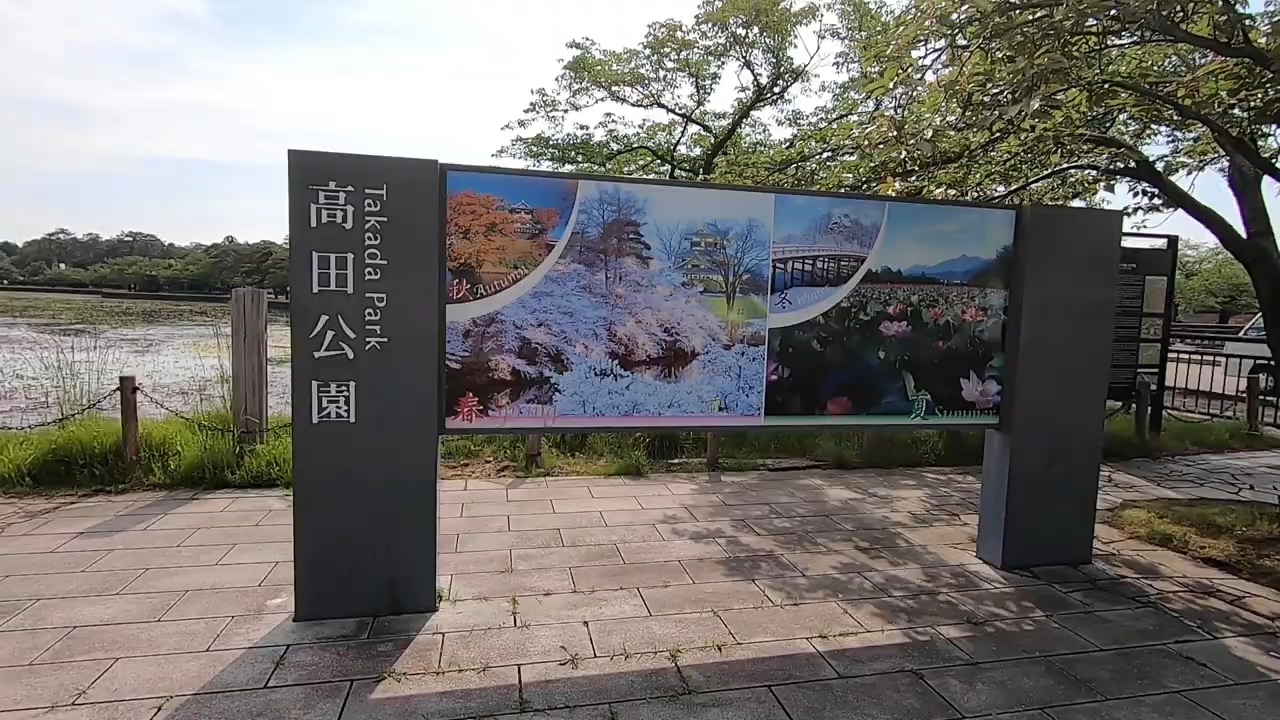 高田公園
Takada Park
秋 Autumn
春 Spring
冬 Winter
夏 Summer